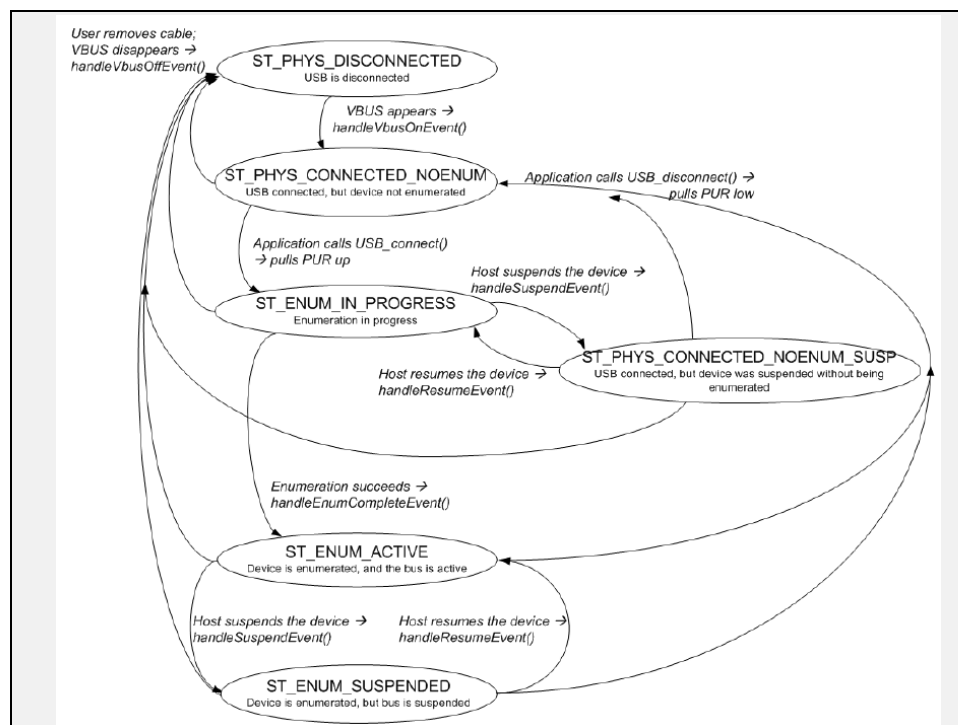 User removes cable;
VBUS disappears →
handleVbusOffEvent()
ST_PHYS_DISCONNECTED
USB is disconnected
VBUS appears →
handleVbusOnEvent()
ST_PHYS_CONNECTED_NOENUM
USB connected, but device not enumerated
Application calls USB_disconnect() →
pulls PUR low
Application calls USB_connect()
→ pulls PUR up
Host suspends the device →
handleSuspendEvent()
ST_ENUM_IN_PROGRESS
Enumeration in progress
ST_PHYS_CONNECTED_NOENUM_SUSP
USB connected, but device was suspended without being
enumerated
Host resumes the device →
handleResumeEvent()
Enumeration succeeds →
handleEnumCompleteEvent()
ST_ENUM_ACTIVE
Device is enumerated, and the bus is active
Host suspends the device →
handleSuspendEvent()
Host resumes the device →
handleResumeEvent()
ST_ENUM_SUSPENDED
Device is enumerated, but bus is suspended